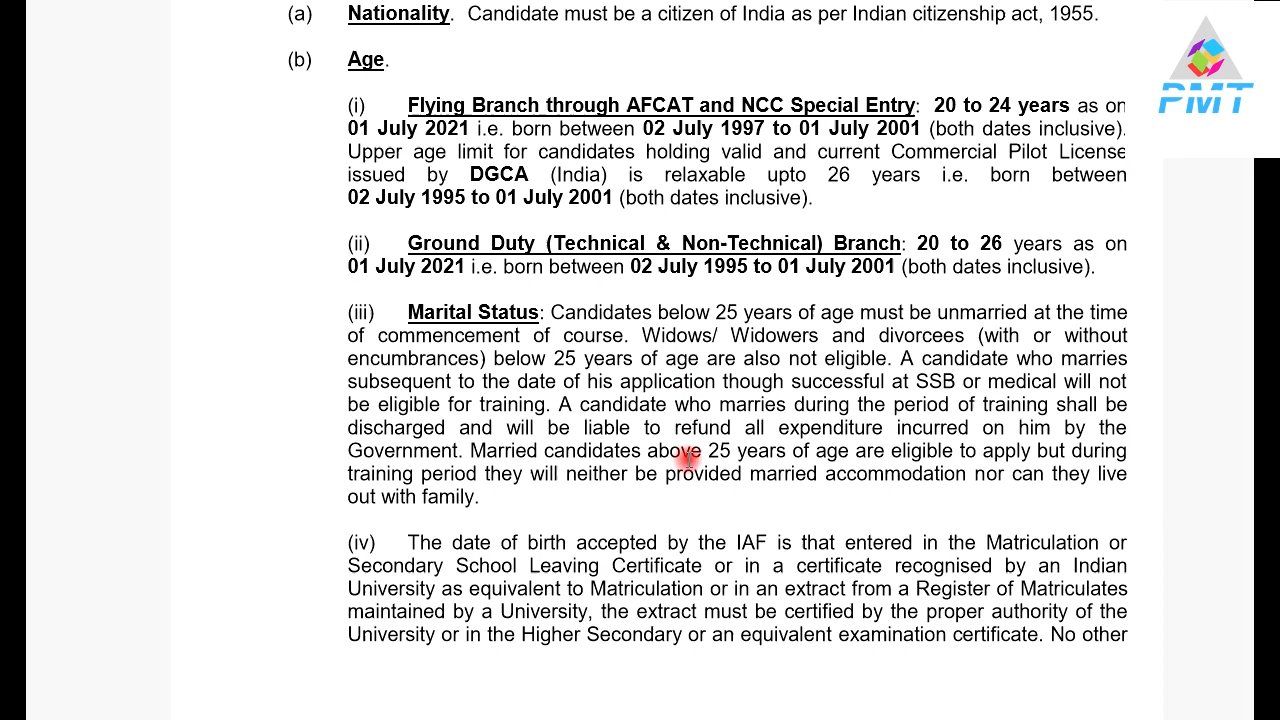 (a) Nationality. Candidate must be a citizen of India as per Indian citizenship act, 1955.
(b) Age.
(i) Flying Branch through AFCAT and NCC Special Entry: 20 to 24 years as on
01 July 2021 i.e. born between 02 July 1997 to 01 July 2001 (both dates inclusive).
Upper age limit for candidates holding valid and current Commercial Pilot License
issued by DGCA (India) is relaxable upto 26 years i.e. born between
02 July 1995 to 01 July 2001 (both dates inclusive).
(ii) Ground Duty (Technical & Non-Technical) Branch: 20 to 26 years as on
01 July 2021 i.e. born between 02 July 1995 to 01 July 2001 (both dates inclusive).
(iii) Marital Status: Candidates below 25 years of age must be unmarried at the time
of commencement of course. Widows/ Widowers and divorcees (with or without
encumbrances) below 25 years of age are also not eligible. A candidate who marries
subsequent to the date of his application though successful at SSB or medical will not
be eligible for training. A candidate who marries during the period of training shall be
discharged and will be liable to refund all expenditure incurred on him by the
Government. Married candidates above 25 years of age are eligible to apply but during
training period they will neither be provided married accommodation nor can they live
out with family.
(iv) The date of birth accepted by the IAF is that entered in the Matriculation or
Secondary School Leaving Certificate or in a certificate recognised by an Indian
University as equivalent to Matriculation or in an extract from a Register of Matriculates
maintained by a University, the extract must be certified by the proper authority of the
University or in the Higher Secondary or an equivalent examination certificate. No other
PMT